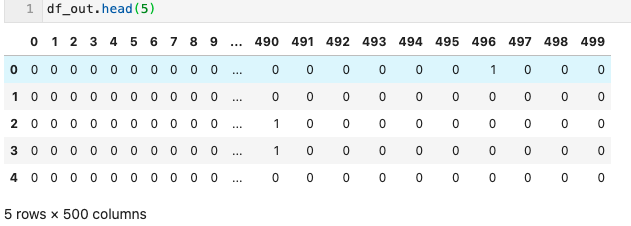 1 df_out.head(5)
0 1 2 3 4 5 6 7 8 9 ... 490 491 492 493 494 495 496 497 498 499
0 0 0 0 0 0 0 0 0 0 0 ... 0 0 0 0 0 0 1 0 0 0
1 0 0 0 0 0 0 0 0 0 0 ... 0 0 0 0 0 0 0 0 0 0
2 0 0 0 0 0 0 0 0 0 0 ... 1 0 0 0 0 0 0 0 0 0
3 0 0 0 0 0 0 0 0 0 0 ... 1 0 0 0 0 0 0 0 0 0
4 0 0 0 0 0 0 0 0 0 0 ... 0 0 0 0 0 0 0 0 0 0
5 rows × 500 columns